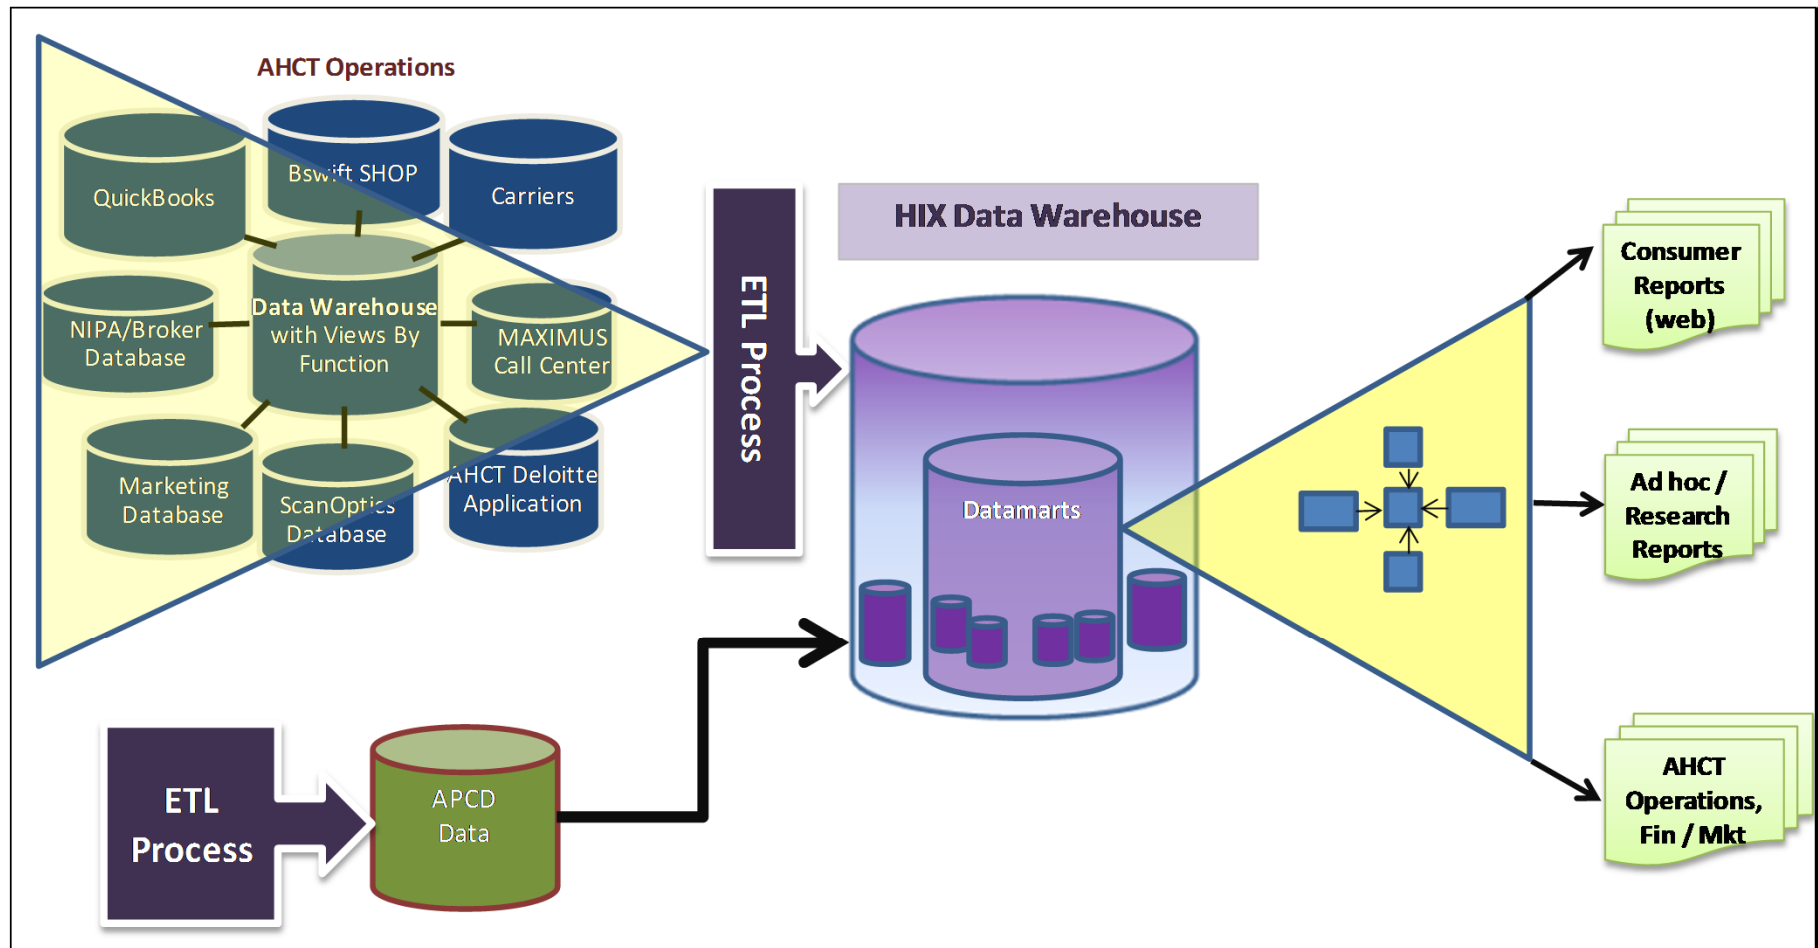 AHCT Operations
QuickBooks
Bswift SHOP
Carriers
NIPA/Broker
Database
Data Warehouse
with Views By
Function
MAXIMUS
Call Center
Marketing
Database
ScanOptics
Database
AHCT Deloitte
Application
ETL Process
HIX Data Warehouse
Datamarts
ETL
Process
APCD
Data
Consumer
Reports
(web)
Ad hoc /
Research
Reports
AHCT
Operations,
Fin / Mkt